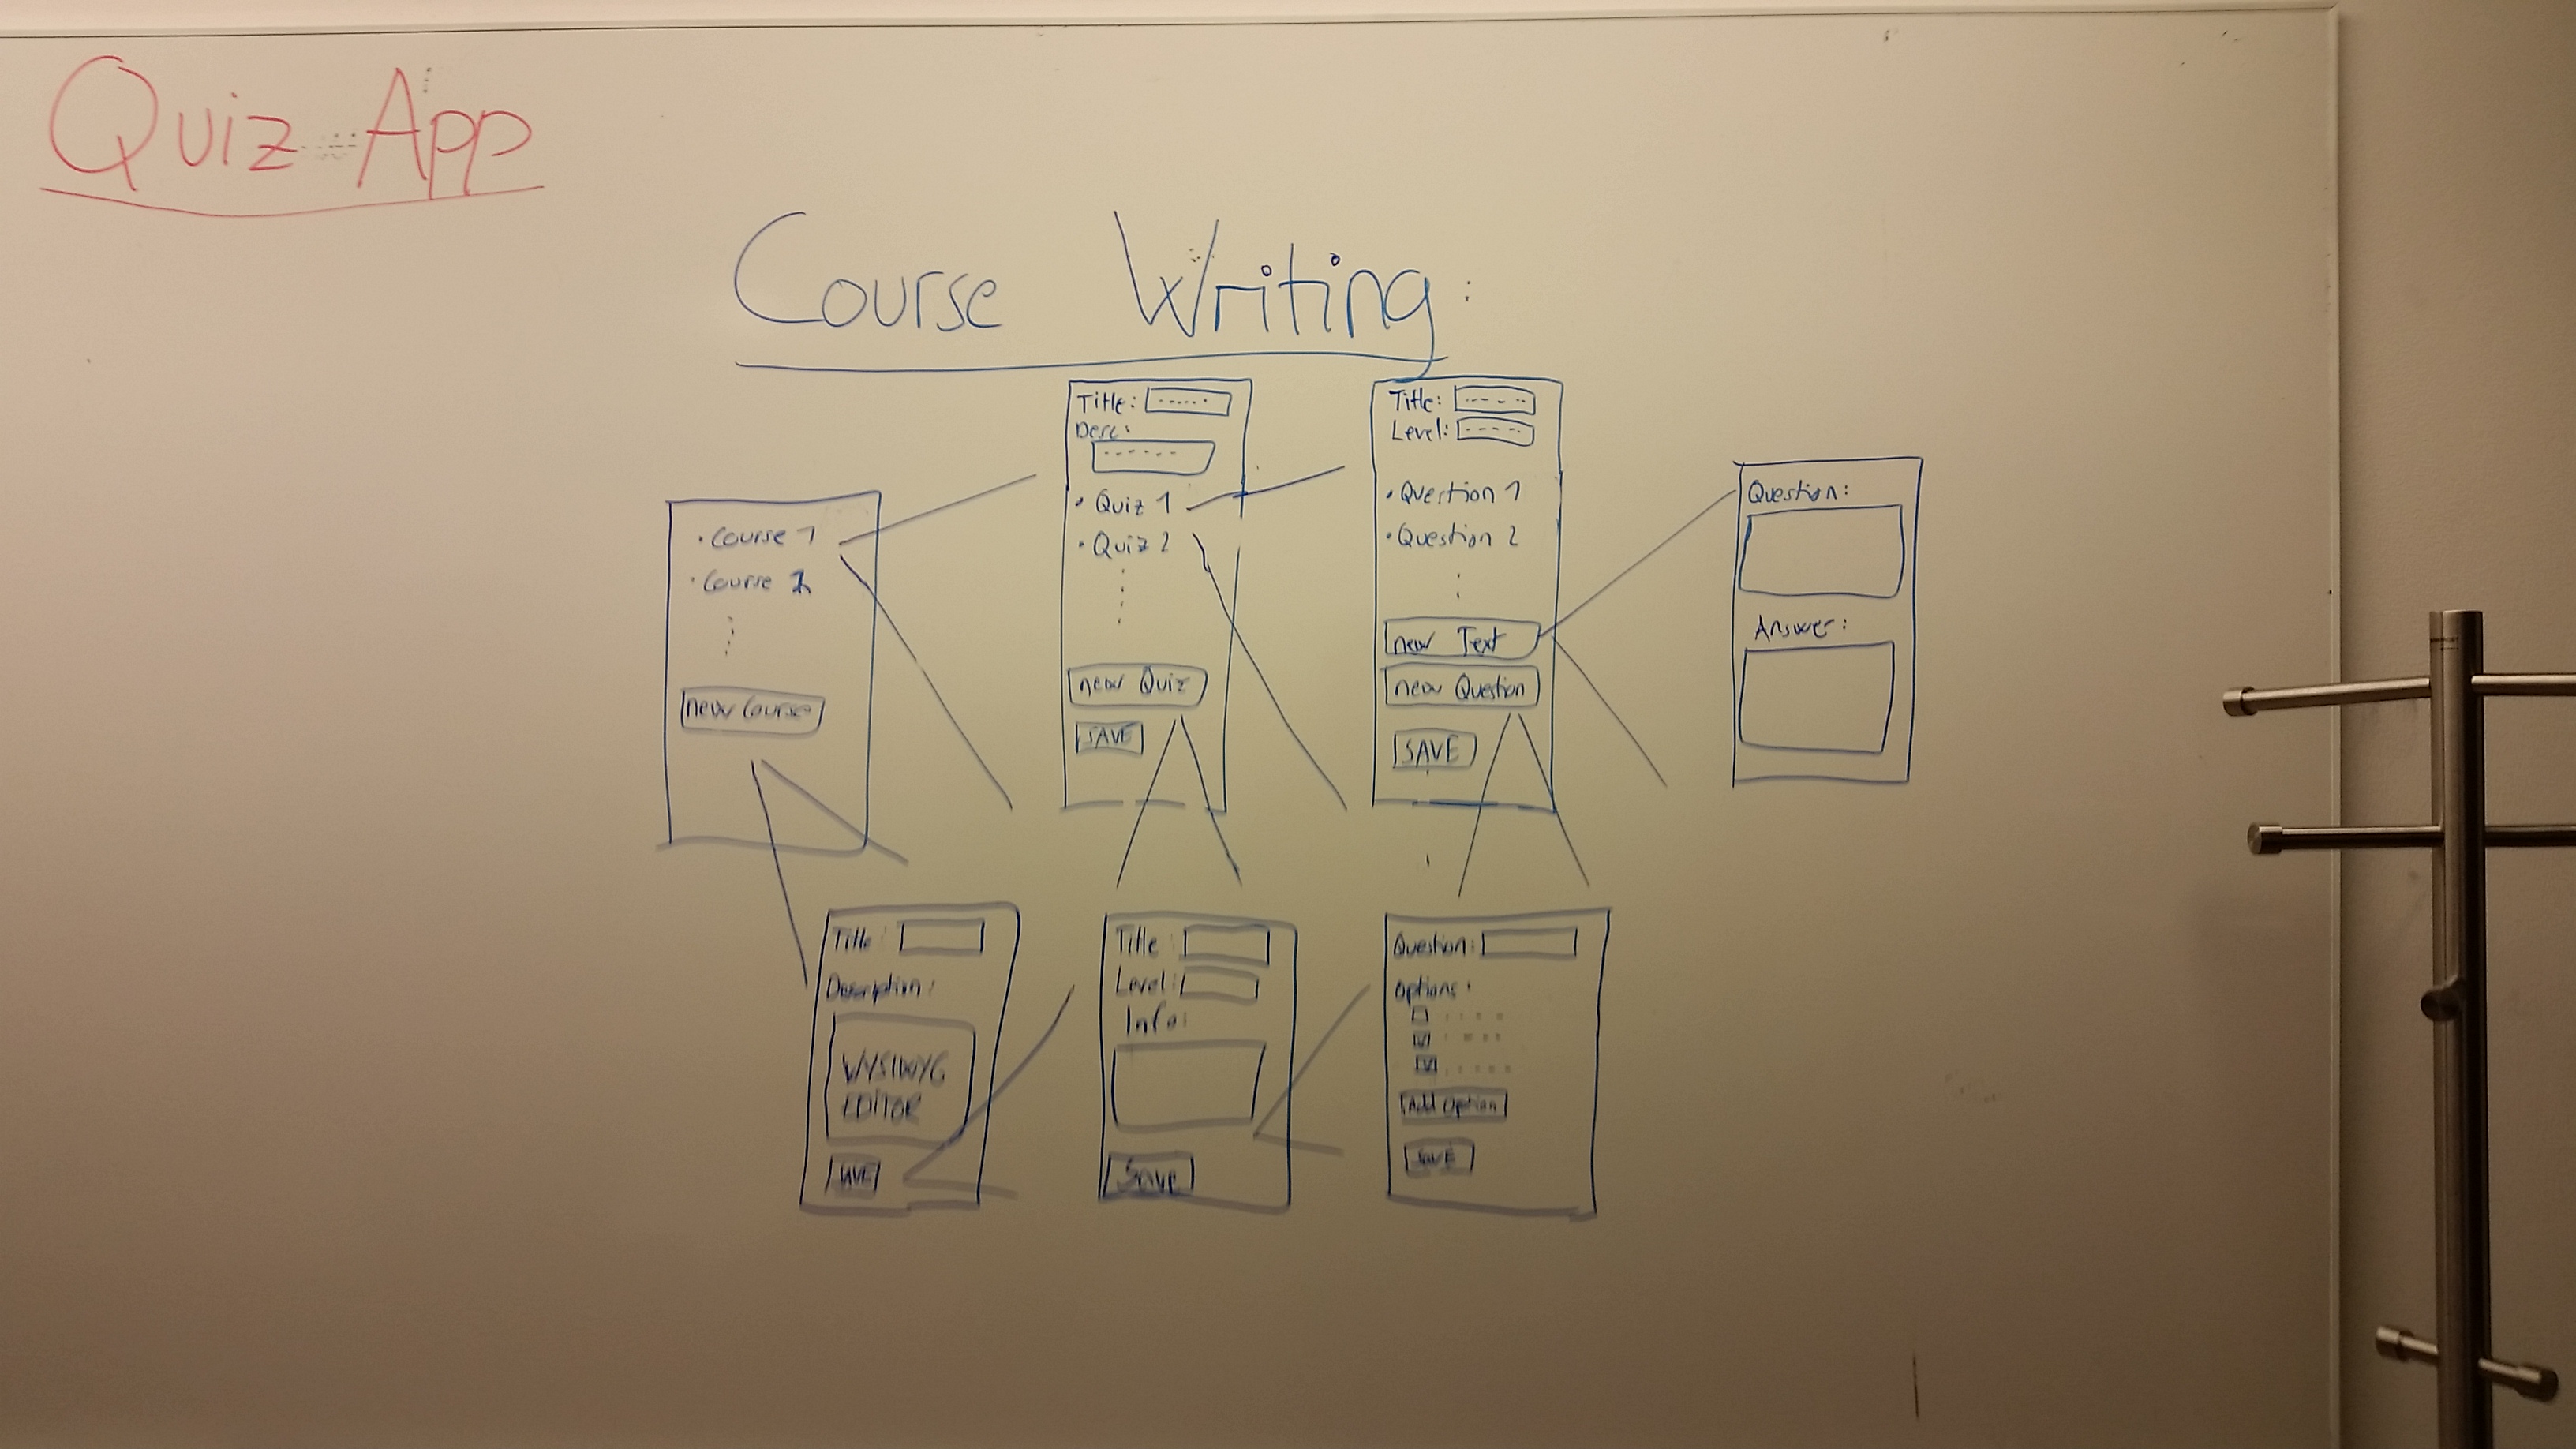 Quiz-App
Course Writing:
• Course 1
• Course 2
new Course
Title:
Desc:
• Quiz 1
• Quiz 2
new Quiz
SAVE
Title:
Level:
• Question 1
• Question 2
new Text
new Question
SAVE
Question:
Answer:
Title:
Description:
WYSIWYG
EDITOR
SAVE
Title
Level:
Info:
Save
Question:
Options:
Add Option
SAVE